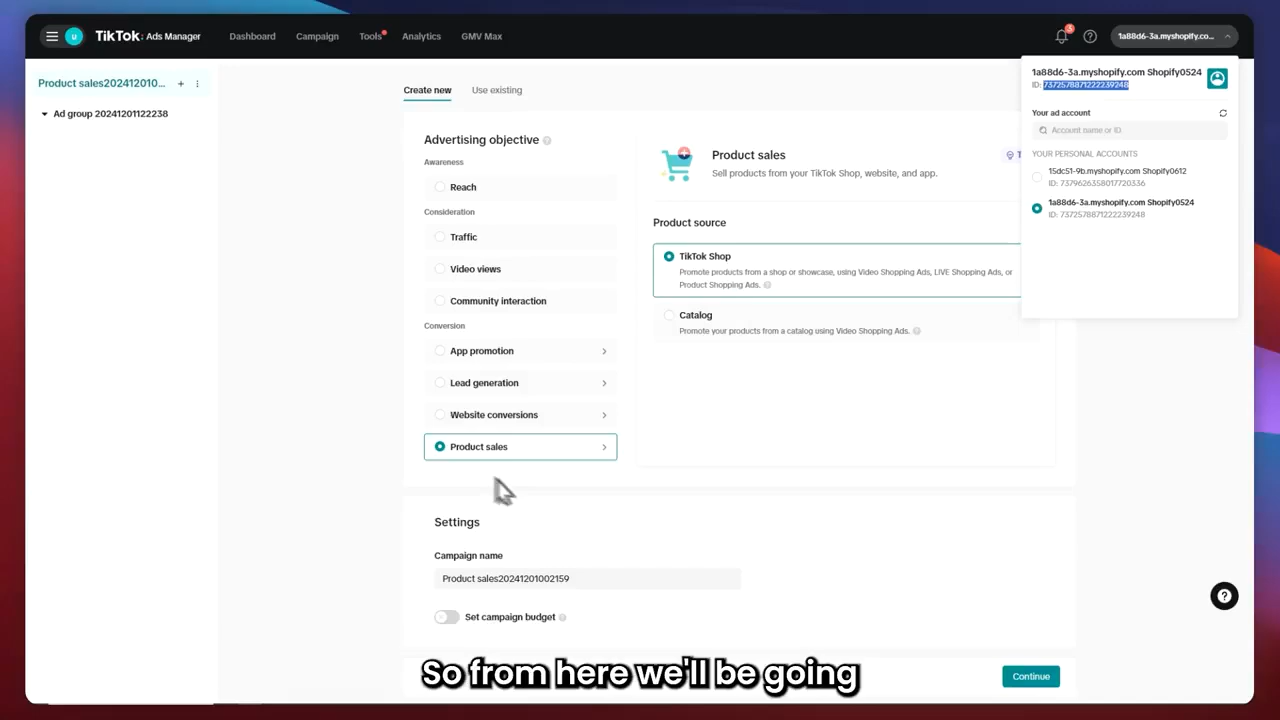 u TikTok: Ads Manager Dashboard Campaign Tools Analytics GMV Max 3 1a88d6-3a.myshopify.co...
Product sales202412010...
Ad group 20241201122238
Create new Use existing
Advertising objective
Awareness
Reach
Consideration
Traffic
Video views
Community interaction
Conversion
App promotion
Lead generation
Website conversions
Product sales
Product sales
Sell products from your TikTok Shop, website, and app.
Product source
TikTok Shop
Promote products from a shop or showcase, using Video Shopping Ads, LIVE Shopping Ads, or
Product Shopping Ads.
Catalog
Promote your products from a catalog using Video Shopping Ads.
1a88d6-3a.myshopify.com Shopify0524
ID: 7372578871222239248
Your ad account
Account name or ID
YOUR PERSONAL ACCOUNTS
15dc51-9b.myshopify.com Shopify0612
ID: 7379626358017720336
1a88d6-3a.myshopify.com Shopify0524
ID: 7372578871222239248
Settings
Campaign name
Product sales20241201002159
Set campaign budget
So from here we'll be going
Continue